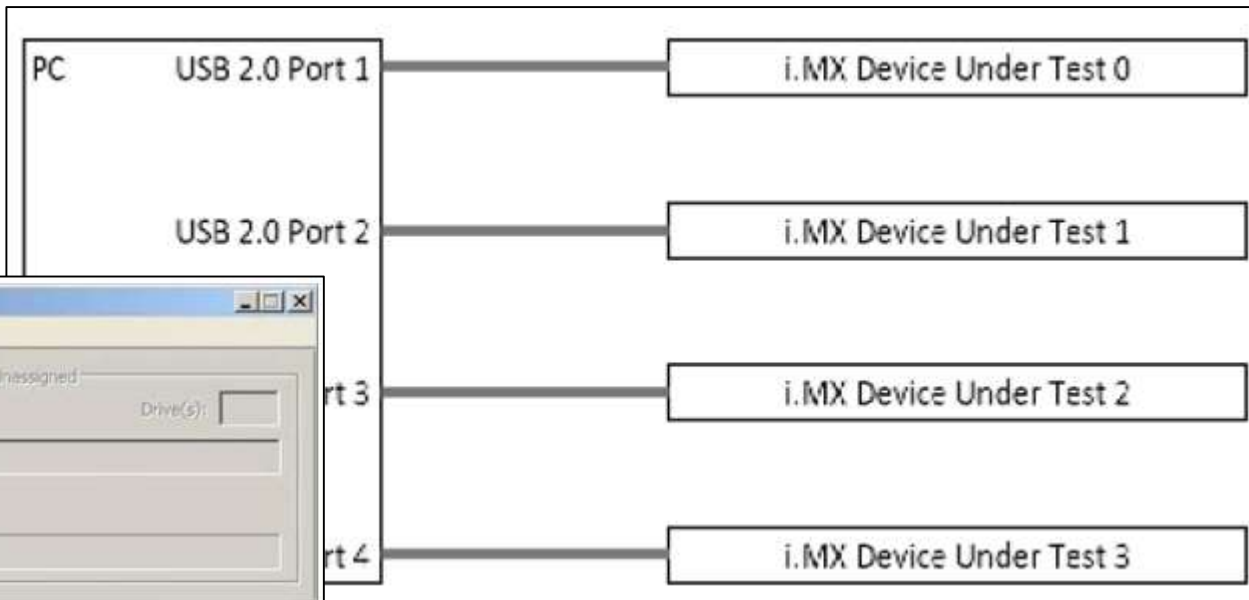 PC USB 2.0 Port 1 i.MX Device Under Test 0
USB 2.0 Port 2 i.MX Device Under Test 1
nassigned
Drive(s):
rt 3 i.MX Device Under Test 2
rt 4 i.MX Device Under Test 3